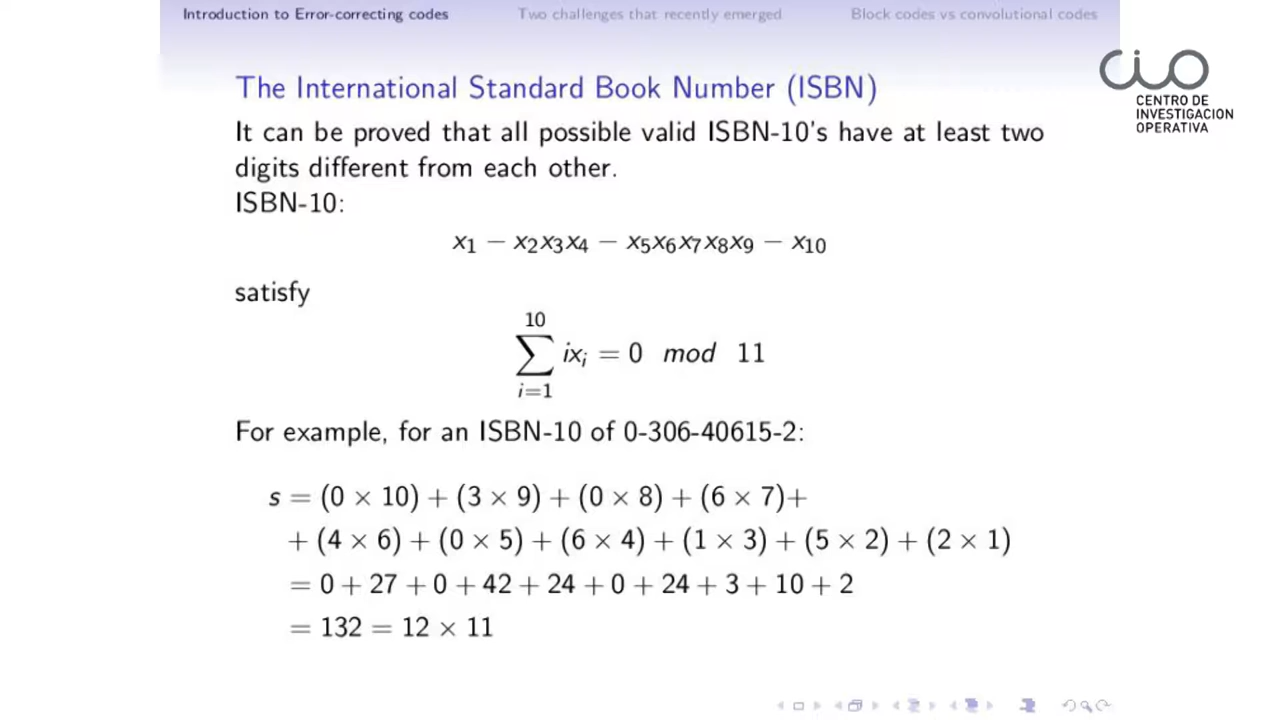 Introduction to Error-correcting codes Two challenges that recently emerged Block codes vs convolutional codes
CIO
CENTRO DE
INVESTIGACION
OPERATIVA
The International Standard Book Number (ISBN)
It can be proved that all possible valid ISBN-10's have at least two
digits different from each other.
ISBN-10:
x₁ − x₂x₃x₄ − x₅x₆x₇x₈x₉ − x₁₀
satisfy
10
∑ ixᵢ = 0 mod 11
i=1
For example, for an ISBN-10 of 0-306-40615-2:
s = (0 × 10) + (3 × 9) + (0 × 8) + (6 × 7)+
+ (4 × 6) + (0 × 5) + (6 × 4) + (1 × 3) + (5 × 2) + (2 × 1)
= 0 + 27 + 0 + 42 + 24 + 0 + 24 + 3 + 10 + 2
= 132 = 12 × 11